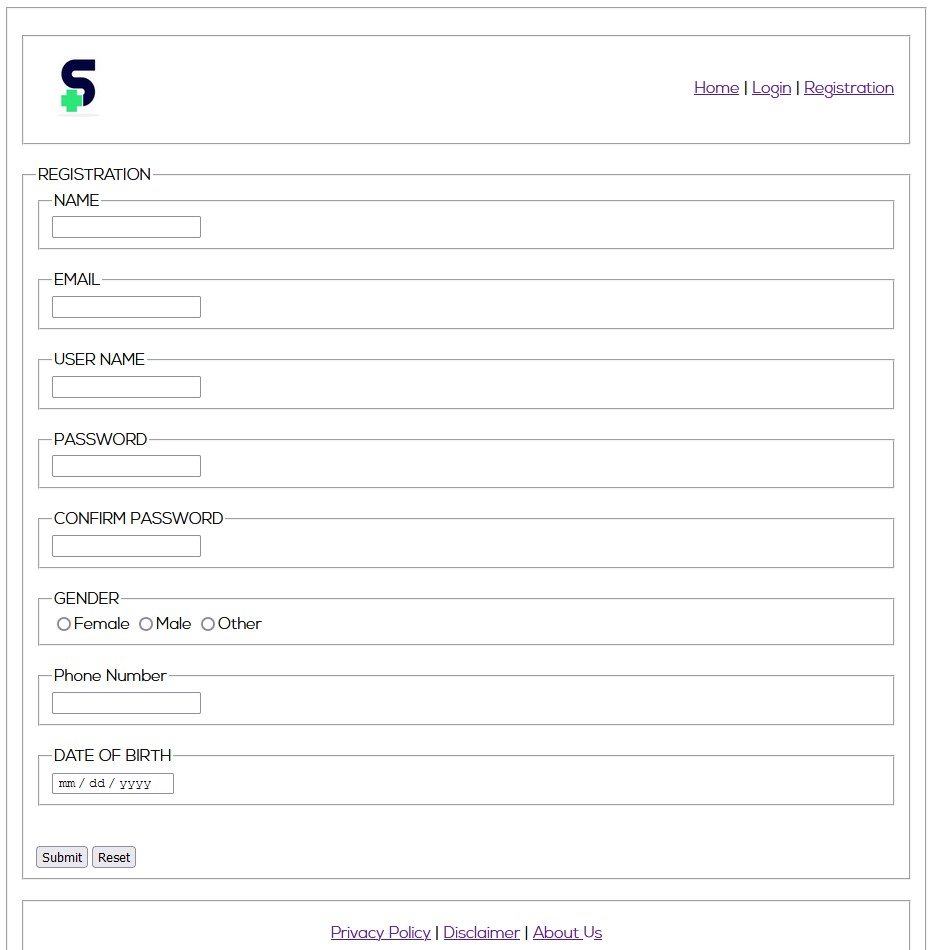 S
Home | Login | Registration
REGISTRATION
NAME
EMAIL
USER NAME
PASSWORD
CONFIRM PASSWORD
GENDER
Female Male Other
Phone Number
DATE OF BIRTH
mm / dd / yyyy
Submit Reset
Privacy Policy | Disclaimer | About Us